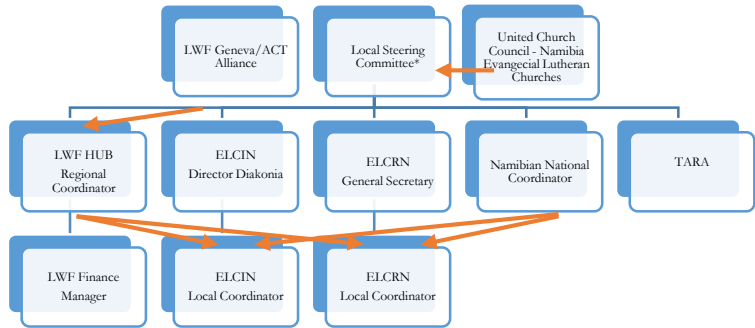 LWF Geneva/ACT
Alliance
Local Steering
Committee*
United Church
Council - Namibia
Evangecial Lutheran
Churches
LWF HUB
Regional
Coordinator
ELCIN
Director Diakonia
ELCRN
General Secretary
Namibian National
Coordinator
TARA
LWF Finance
Manager
ELCIN
Local Coordinator
ELCRN
Local Coordinator